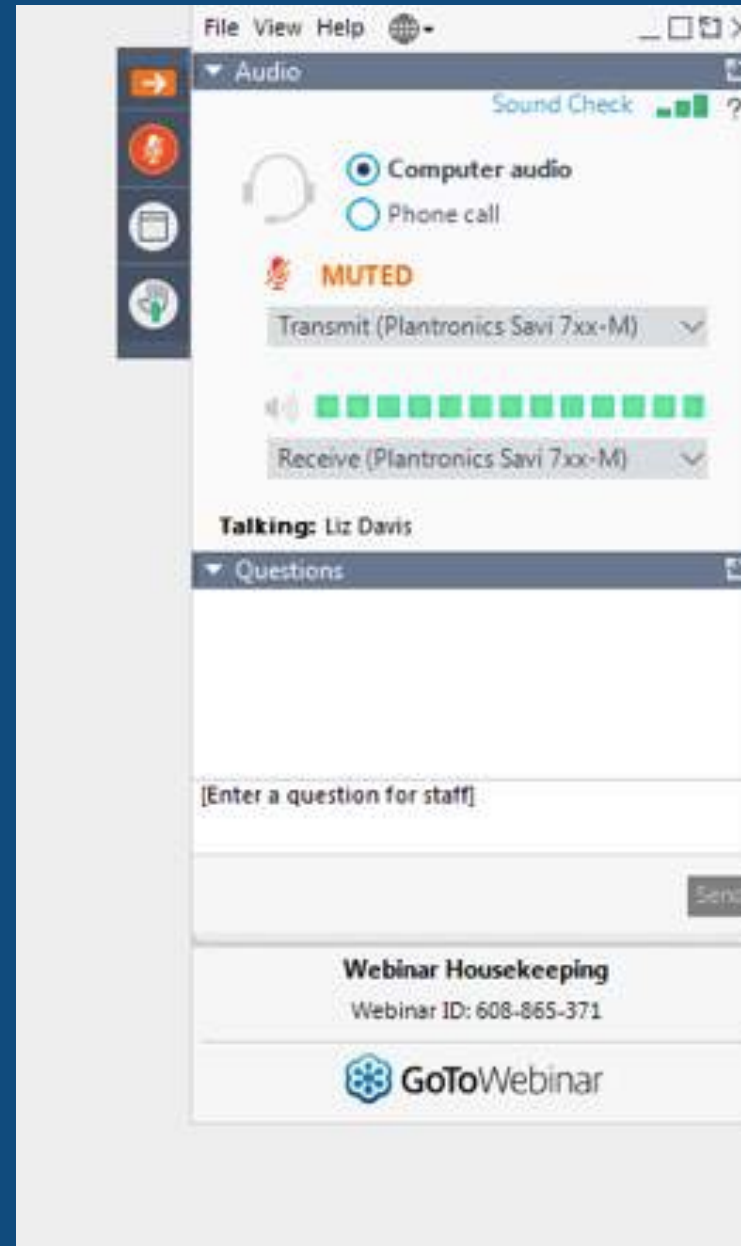 File View Help
Audio
Sound Check ?
Computer audio
Phone call
MUTED
Transmit (Plantronics Savi 7xx-M)
Receive (Plantronics Savi 7xx-M)
Talking: Liz Davis
Questions
[Enter a question for staff]
Send
Webinar Housekeeping
Webinar ID: 608-865-371
GoToWebinar